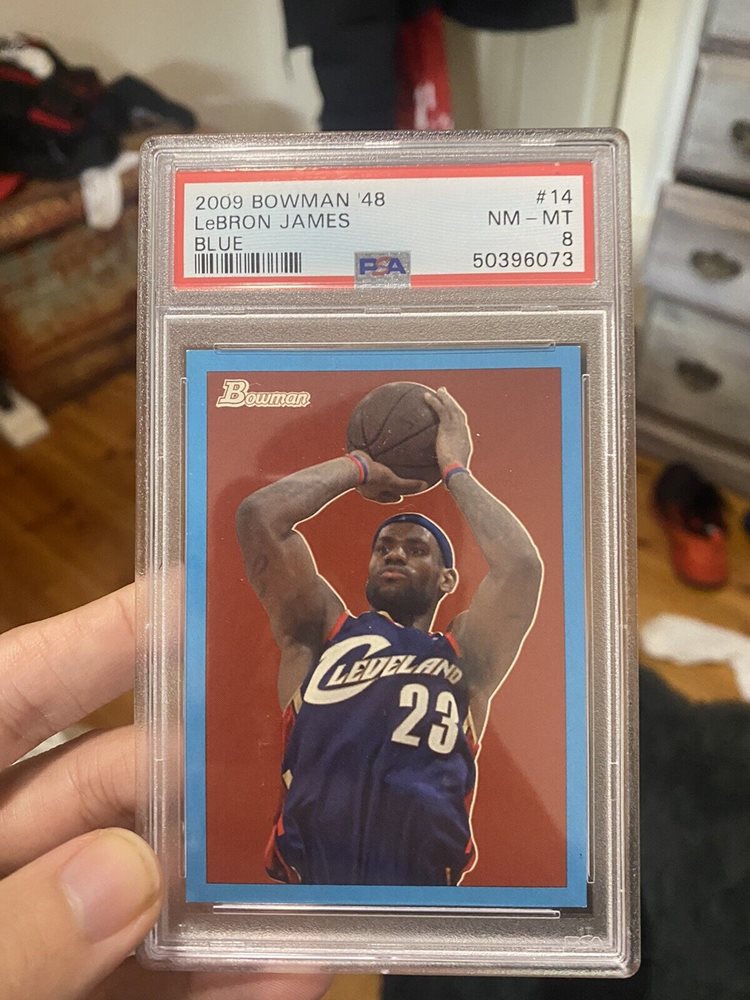 2009 BOWMAN '48 #14
LeBRON JAMES NM - MT
BLUE 8
PSA 50396073
Bowman
CLEVELAND
23